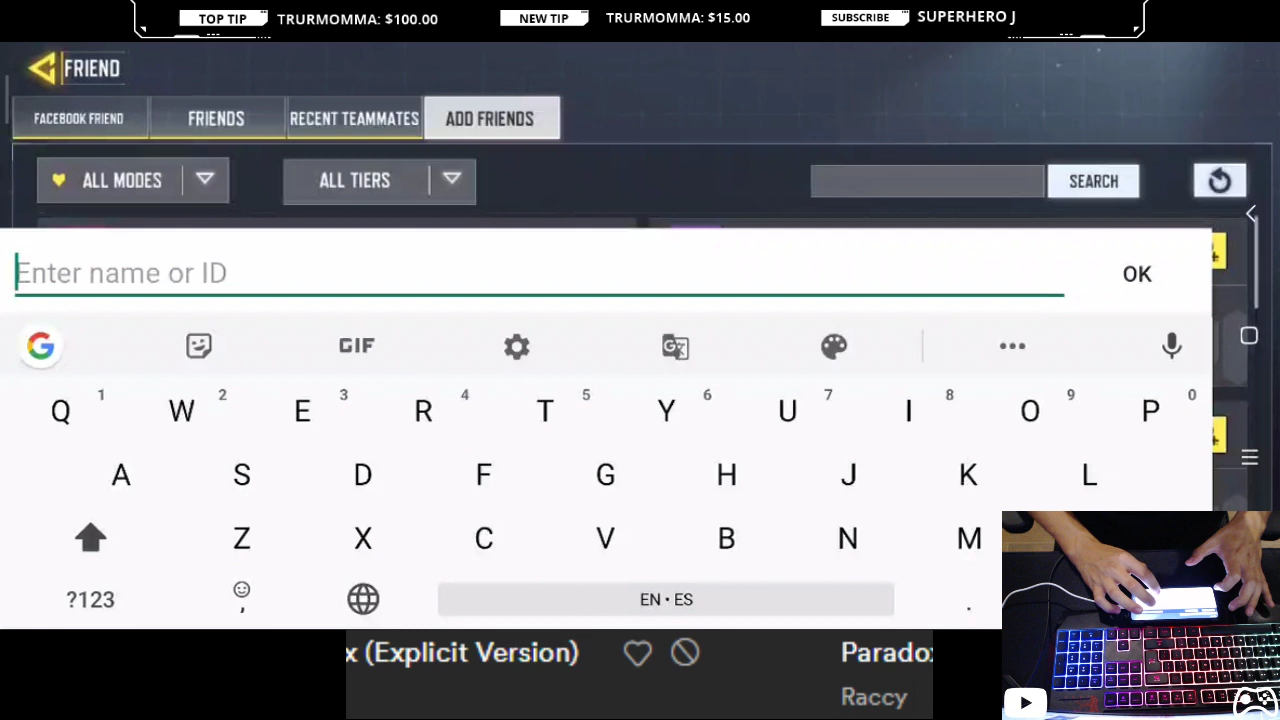 TOP TIP TRURMOMMA: $100.00 NEW TIP TRURMOMMA: $15.00 SUBSCRIBE SUPERHERO J
FRIEND
FACEBOOK FRIEND FRIENDS RECENT TEAMMATES ADD FRIENDS
ALL MODES ALL TIERS SEARCH
Enter name or ID OK
GIF
Q 1 W 2 E 3 R 4 T 5 Y 6 U 7 I 8 O 9 P 0
A S D F G H J K L
Z X C V B N M
?123 , EN • ES .
x (Explicit Version) Paradox
Raccy